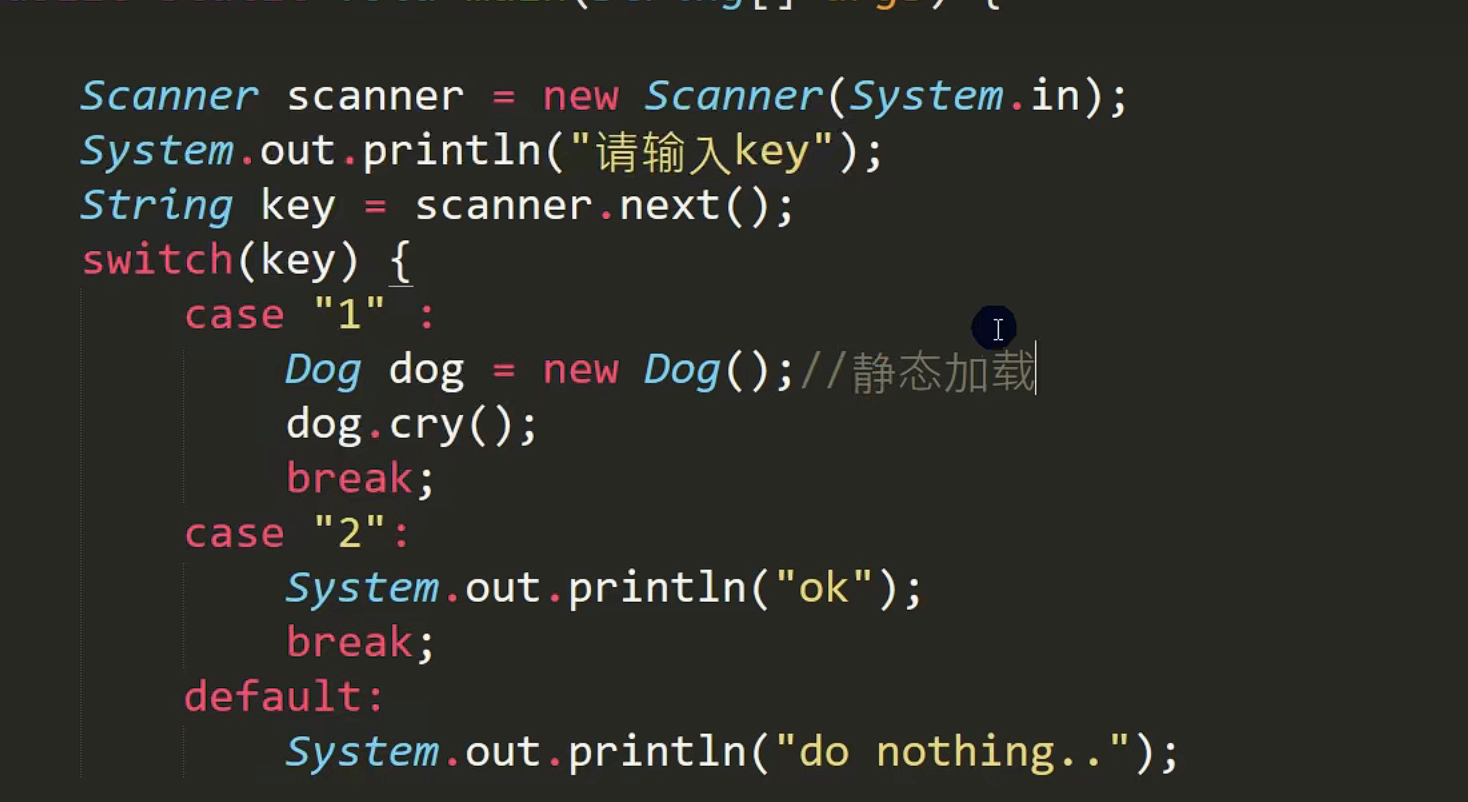 Scanner scanner = new Scanner(System.in);
System.out.println("请输入key");
String key = scanner.next();
switch(key) {
case "1" :
Dog dog = new Dog();//静态加载
dog.cry();
break;
case "2":
System.out.println("ok");
break;
default:
System.out.println("do nothing..");